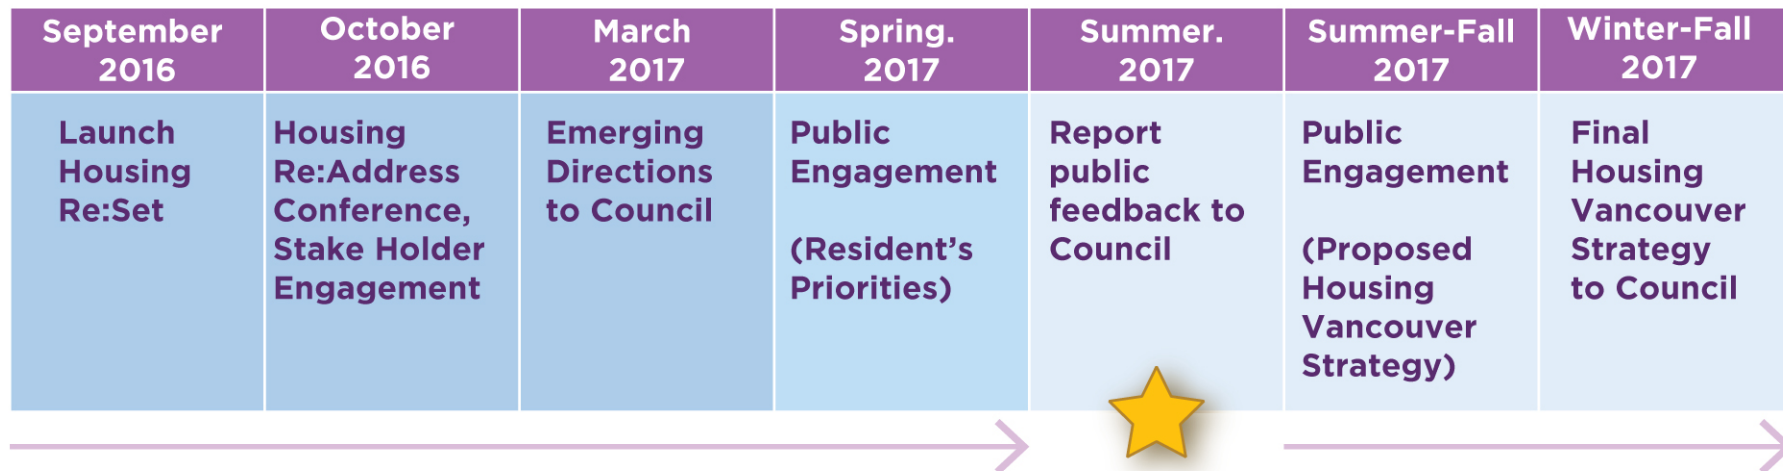 September
2016
October
2016
March
2017
Spring.
2017
Summer.
2017
Summer-Fall
2017
Winter-Fall
2017
Launch
Housing
Re:Set
Housing
Re:Address
Conference,
Stake Holder
Engagement
Emerging
Directions
to Council
Public
Engagement
(Resident’s
Priorities)
Report
public
feedback to
Council
Public
Engagement
(Proposed
Housing
Vancouver
Strategy)
Final
Housing
Vancouver
Strategy
to Council